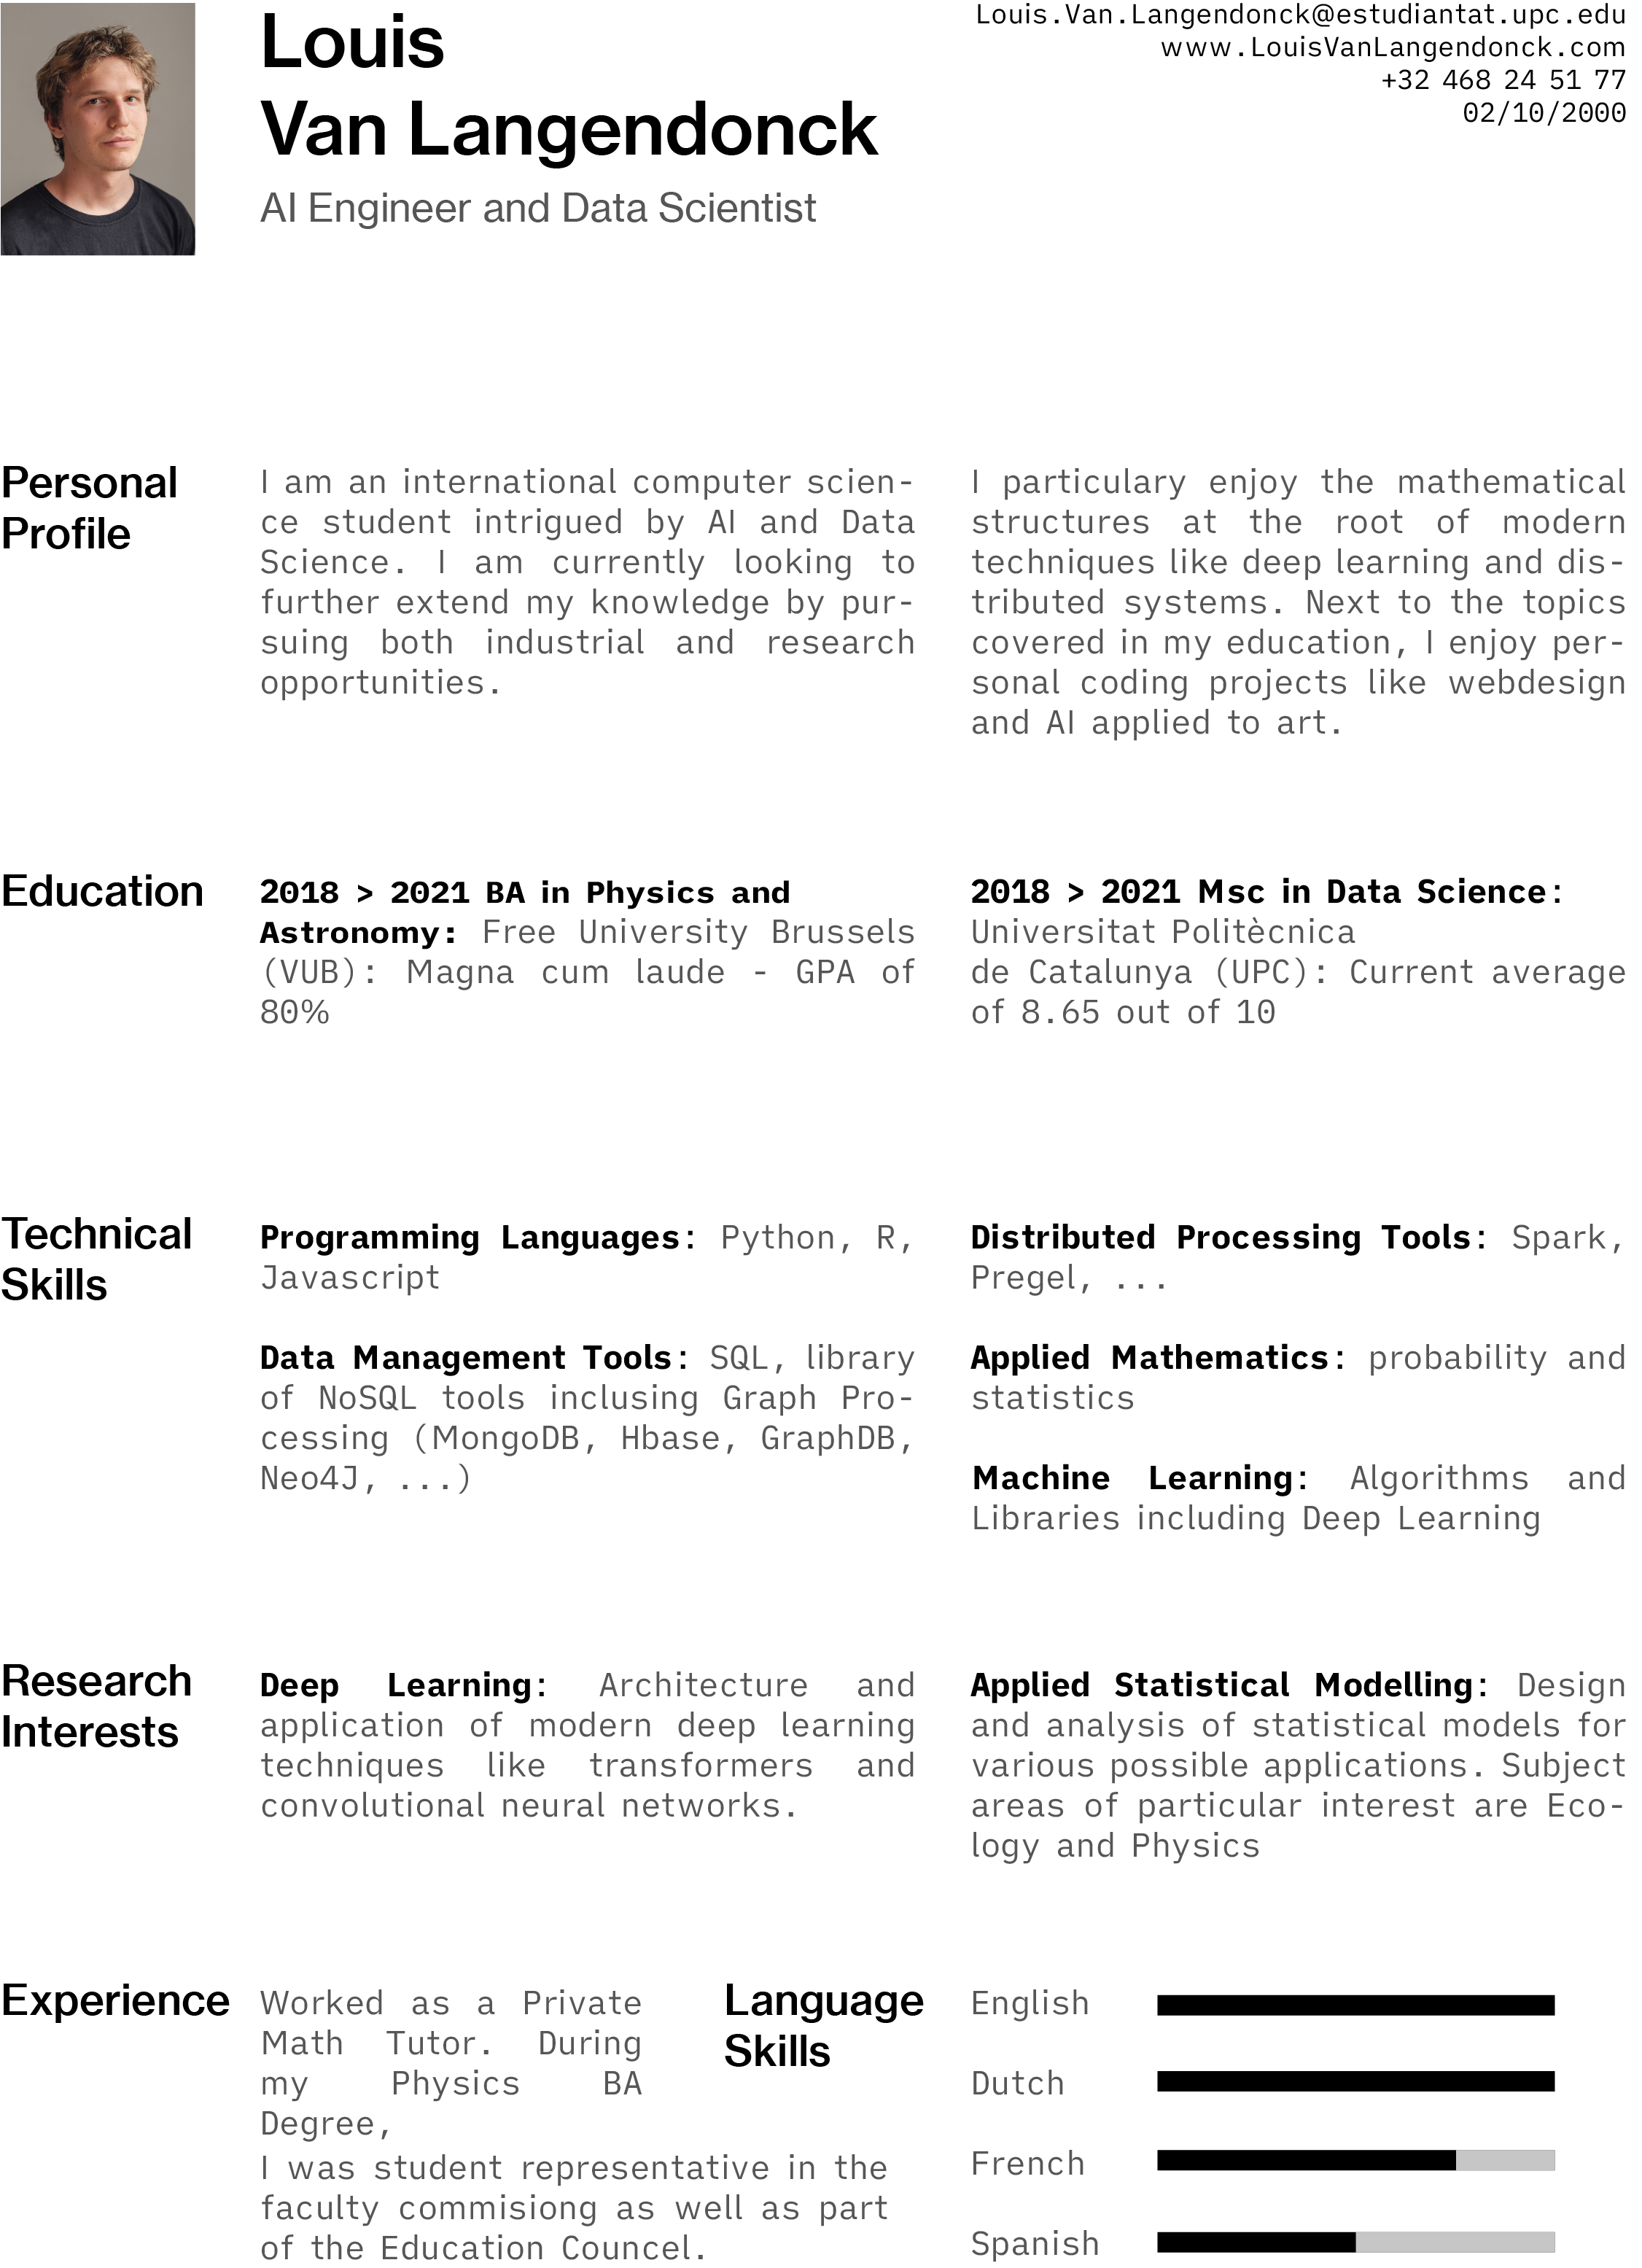 Louis
Van Langendonck
AI Engineer and Data Scientist
Louis.Van.Langendonck@estudiantat.upc.edu
www.LouisVanLangendonck.com
+32 468 24 51 77
02/10/2000
Personal
Profile
I am an international computer scien-
ce student intrigued by AI and Data
Science. I am currently looking to
further extend my knowledge by pur-
suing both industrial and research
opportunities.
I particulary enjoy the mathematical
structures at the root of modern
techniques like deep learning and dis-
tributed systems. Next to the topics
covered in my education, I enjoy per-
sonal coding projects like webdesign
and AI applied to art.
Education
2018 > 2021 BA in Physics and
Astronomy: Free University Brussels
(VUB): Magna cum laude - GPA of
80%
2018 > 2021 Msc in Data Science:
Universitat Politècnica
de Catalunya (UPC): Current average
of 8.65 out of 10
Technical
Skills
Programming Languages: Python, R,
Javascript
Data Management Tools: SQL, library
of NoSQL tools inclusing Graph Pro-
cessing (MongoDB, Hbase, GraphDB,
Neo4J, ...)
Distributed Processing Tools: Spark,
Pregel, ...
Applied Mathematics: probability and
statistics
Machine Learning: Algorithms and
Libraries including Deep Learning
Research
Interests
Deep Learning: Architecture and
application of modern deep learning
techniques like transformers and
convolutional neural networks.
Applied Statistical Modelling: Design
and analysis of statistical models for
various possible applications. Subject
areas of particular interest are Eco-
logy and Physics
Experience
Worked as a Private
Math Tutor. During
my Physics BA
Degree,
I was student representative in the
faculty commisiong as well as part
of the Education Councel.
Language
Skills
English
Dutch
French
Spanish